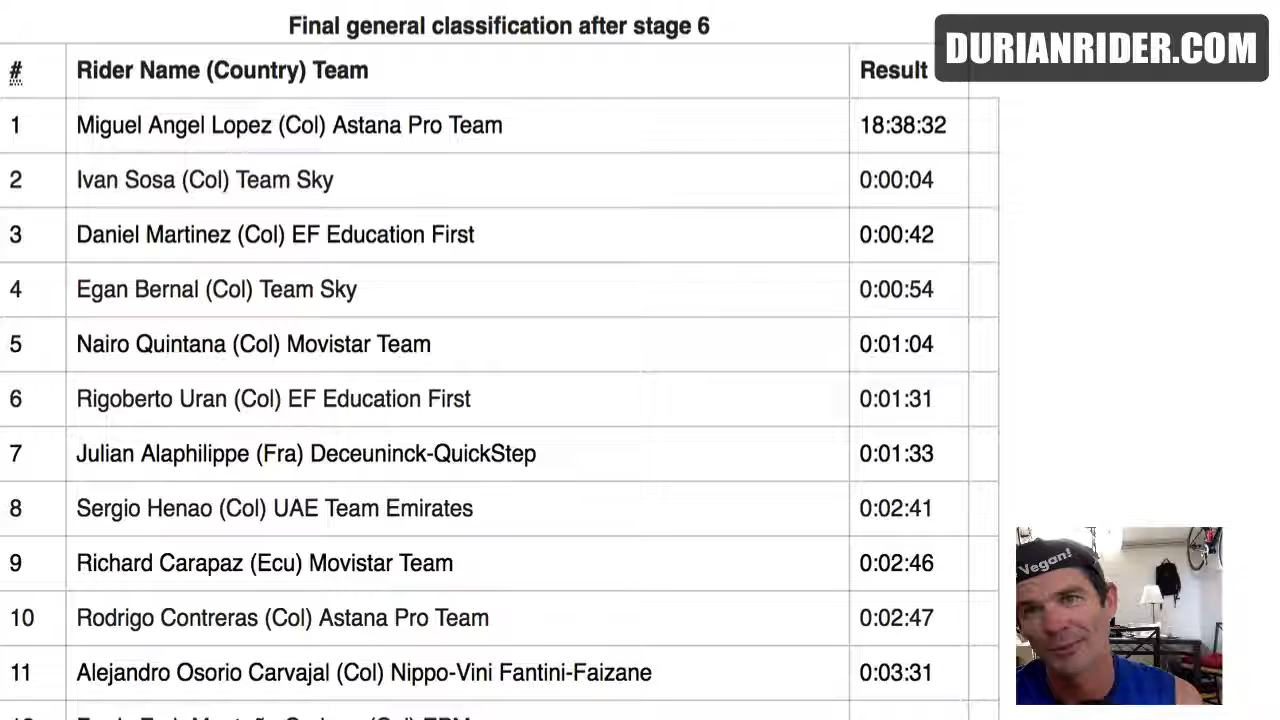 Final general classification after stage 6
DURIANRIDER.COM
# Rider Name (Country) Team Result
1 Miguel Angel Lopez (Col) Astana Pro Team 18:38:32
2 Ivan Sosa (Col) Team Sky 0:00:04
3 Daniel Martinez (Col) EF Education First 0:00:42
4 Egan Bernal (Col) Team Sky 0:00:54
5 Nairo Quintana (Col) Movistar Team 0:01:04
6 Rigoberto Uran (Col) EF Education First 0:01:31
7 Julian Alaphilippe (Fra) Deceuninck-QuickStep 0:01:33
8 Sergio Henao (Col) UAE Team Emirates 0:02:41
9 Richard Carapaz (Ecu) Movistar Team 0:02:46
10 Rodrigo Contreras (Col) Astana Pro Team 0:02:47
11 Alejandro Osorio Carvajal (Col) Nippo-Vini Fantini-Faizane 0:03:31
Vegan!